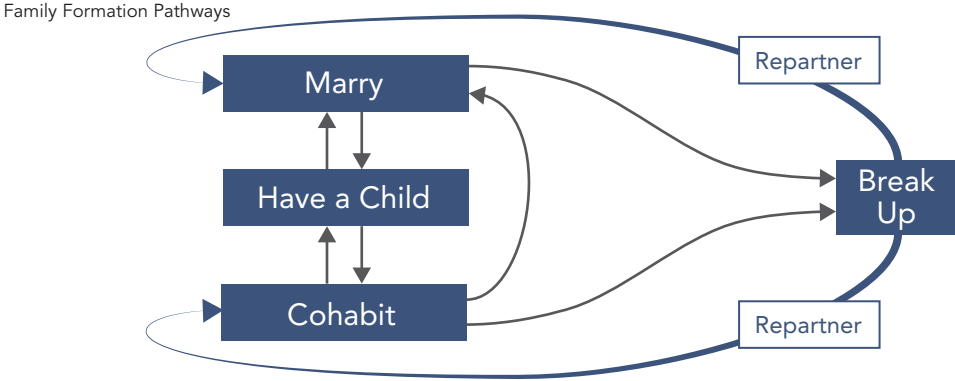 Family Formation Pathways
Repartner
Marry
Have a Child
Break
Up
Cohabit
Repartner